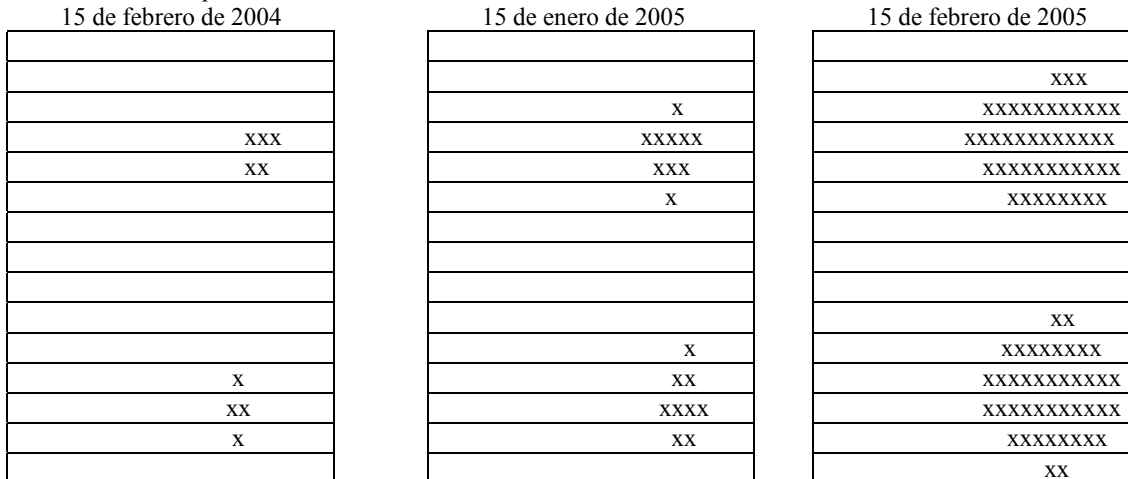 15 de febrero de 2004 15 de enero de 2005 15 de febrero de 2005
xxx
x xxxxxxxxxxx
xxx xxxxx xxxxxxxxxxxx
xx xxx xxxxxxxxxxx
x xxxxxxxx
xx
x xxxxxxxx
x xx xxxxxxxxxxx
xx xxxx xxxxxxxxxxx
x xx xxxxxxxx
xx